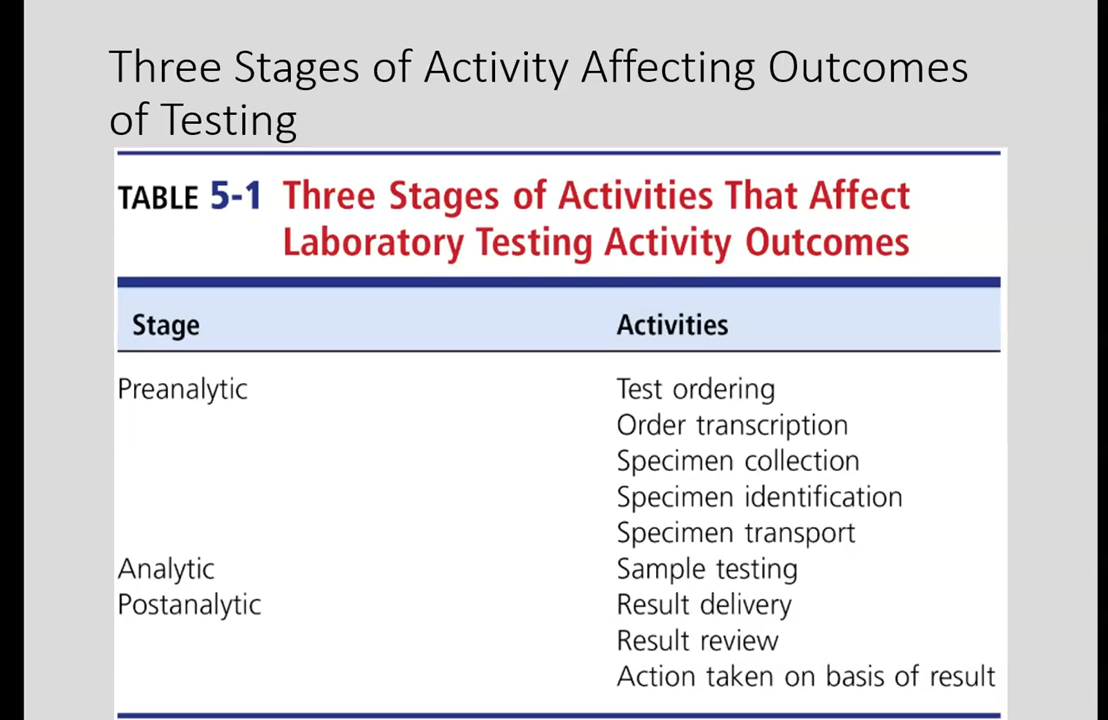 Three Stages of Activity Affecting Outcomes
of Testing
TABLE 5-1 Three Stages of Activities That Affect
Laboratory Testing Activity Outcomes
Stage Activities
Preanalytic Test ordering
Order transcription
Specimen collection
Specimen identification
Specimen transport
Analytic Sample testing
Postanalytic Result delivery
Result review
Action taken on basis of result